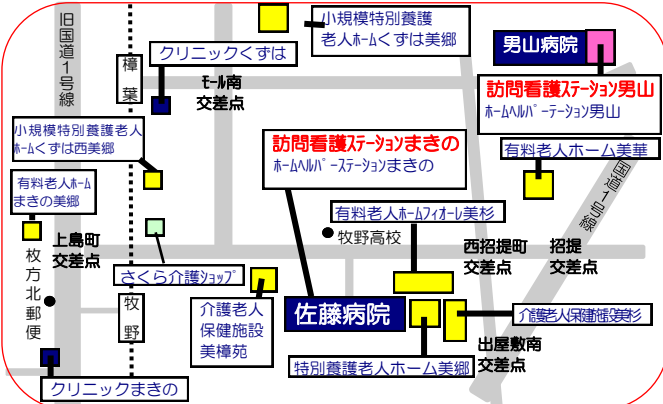 旧国道1号線
樟葉
クリニックくずは
小規模特別養護
老人ホームくずは美郷
男山病院
モール南
交差点
訪問看護ステーション男山
ホームヘルパーテーション男山
小規模特別養護老人
ホームくずは西美郷
訪問看護ステーションまきの
ホームヘルパーステーションまきの
有料老人ホーム美華
国道1号線
有料老人ホーム
まきの美郷
有料老人ホームフィオーレ美杉
上島町
交差点
牧野高校
西招提町
交差点
招提
交差点
枚方北郵便
さくら介護ショップ
牧野
介護老人
保健施設
美樟苑
佐藤病院
介護老人保健施設美杉
出屋敷南
交差点
特別養護老人ホーム美郷
クリニックまきの